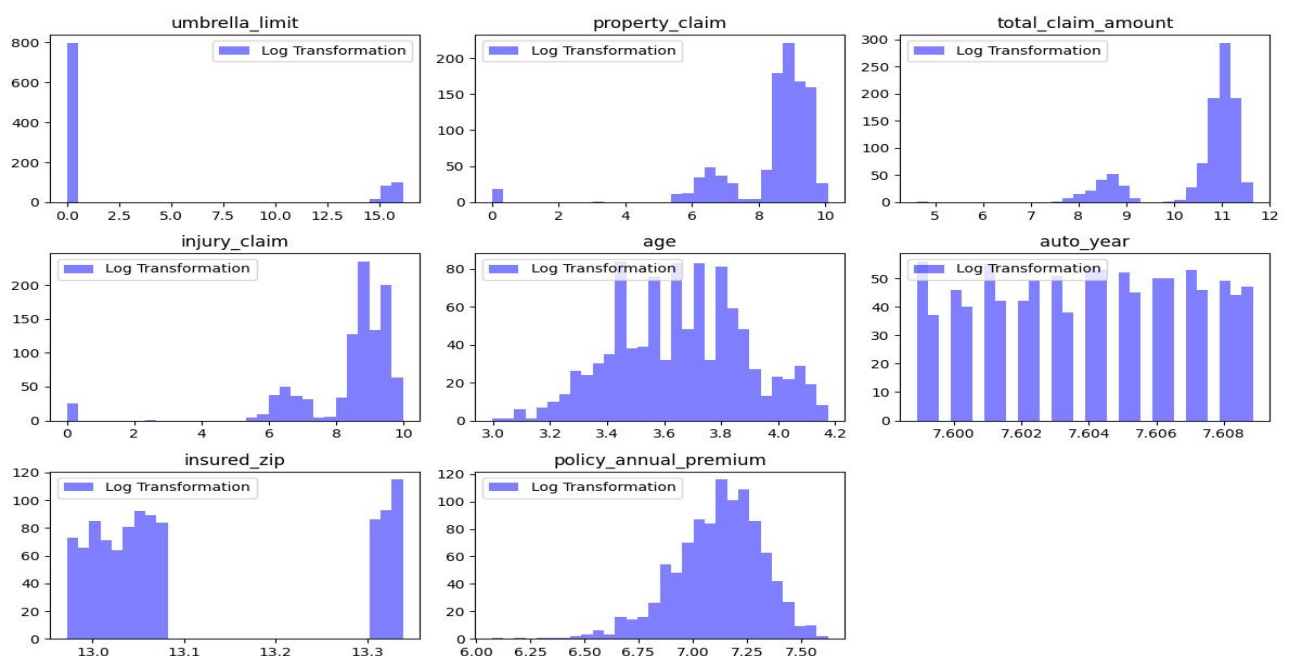 umbrella_limit
Log Transformation
800
600
400
200
0
0.0 2.5 5.0 7.5 10.0 12.5 15.0
property_claim
Log Transformation
200
150
100
50
0
0 2 4 6 8 10
total_claim_amount
Log Transformation
300
250
200
150
100
50
0
5 6 7 8 9 10 11 12
injury_claim
Log Transformation
200
150
100
50
0
0 2 4 6 8 10
age
Log Transformation
80
60
40
20
0
3.0 3.2 3.4 3.6 3.8 4.0 4.2
auto_year
Log Transformation
50
40
30
20
10
0
7.600 7.602 7.604 7.606 7.608
insured_zip
Log Transformation
120
100
80
60
40
20
0
13.0 13.1 13.2 13.3
policy_annual_premium
Log Transformation
120
100
80
60
40
20
0
6.00 6.25 6.50 6.75 7.00 7.25 7.50